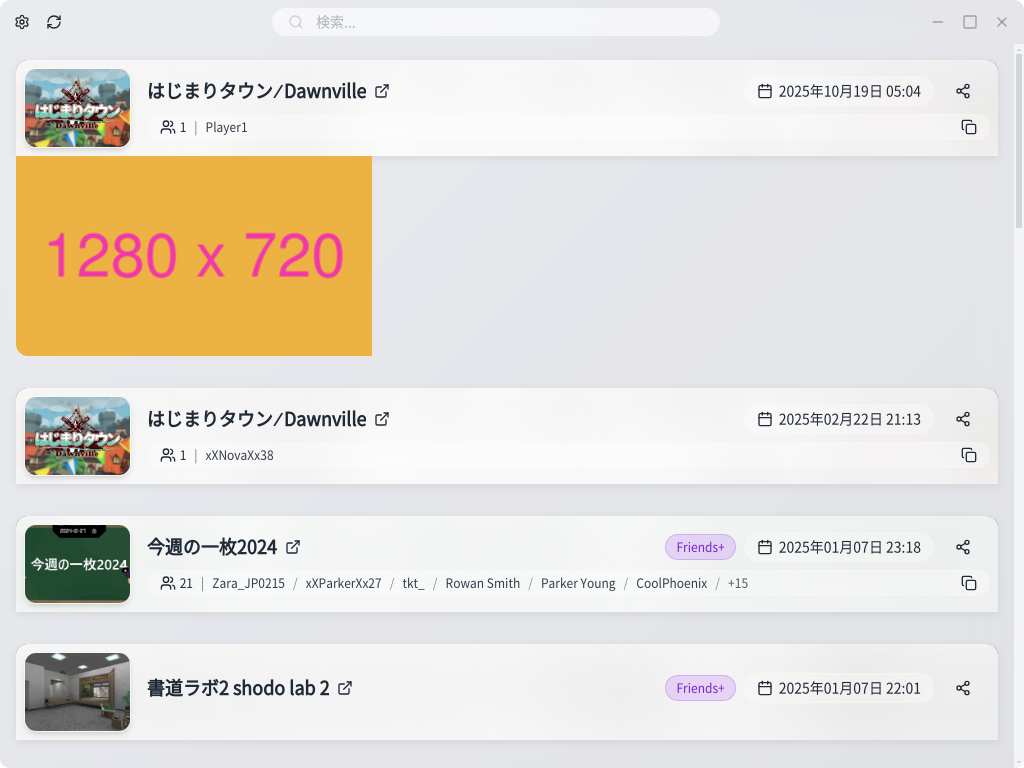 検索...
はじまりタウン/Dawnville
2025年10月19日 05:04
1 | Player1
はじまりタウン
Dawnville
1280 x 720
はじまりタウン/Dawnville
2025年02月22日 21:13
1 | xXNovaXx38
はじまりタウン
Dawnville
今週の一枚2024
Friends+
2025年01月07日 23:18
21 | Zara_JP0215 / xXParkerXx27 / tkt_ / Rowan Smith / Parker Young / CoolPhoenix / +15
今週の一枚2024
書道ラボ2 shodo lab 2
Friends+
2025年01月07日 22:01